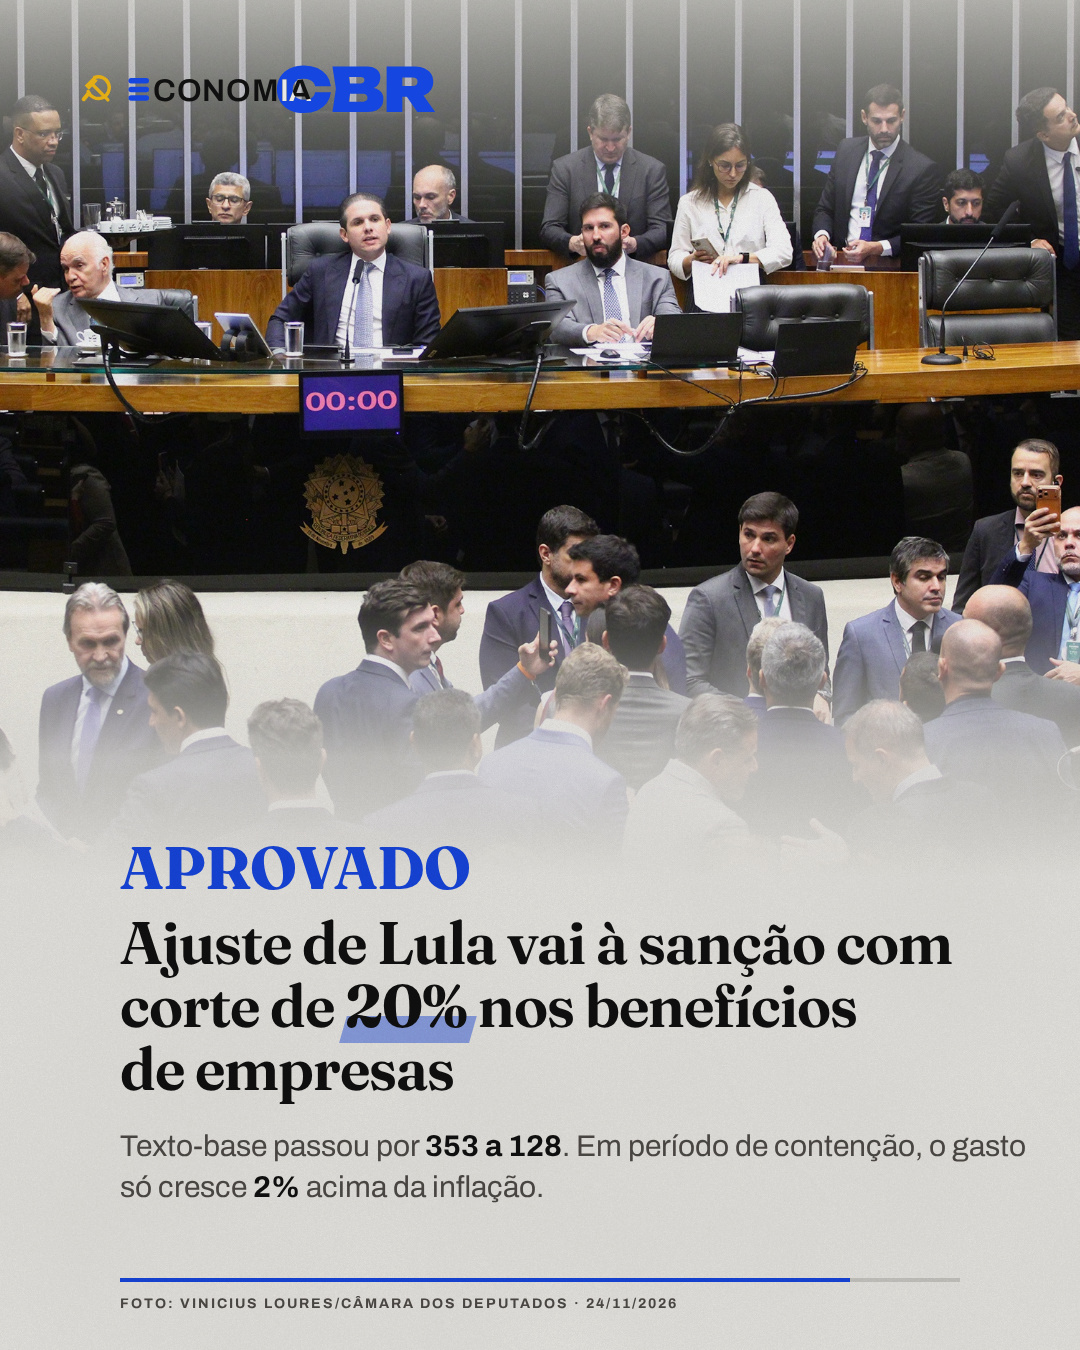 ECONOMIA CBR
00:00
APROVADO
Ajuste de Lula vai à sanção com
corte de 20% nos benefícios
de empresas
Texto-base passou por 353 a 128. Em período de contenção, o gasto
só cresce 2% acima da inflação.
FOTO: VINICIUS LOURES/CÂMARA DOS DEPUTADOS · 24/11/2026